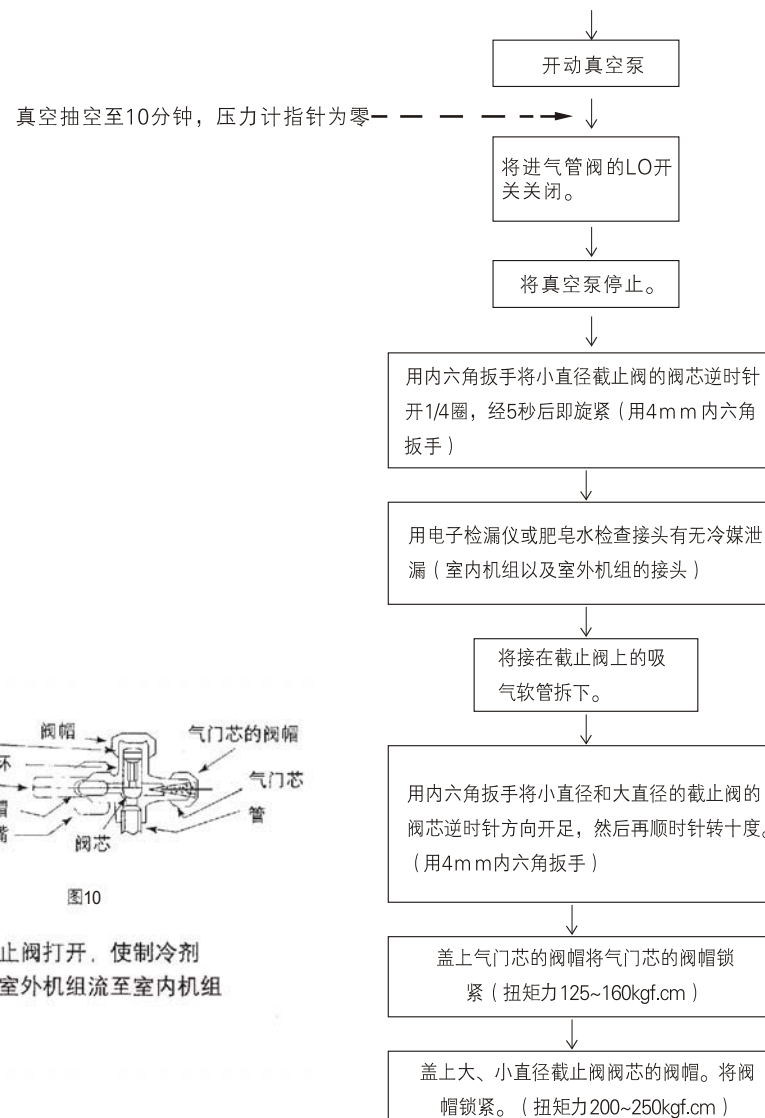 开动真空泵
真空抽空至10分钟，压力计指针为零
将进气管阀的LO开
关关闭。
将真空泵停止。
用内六角扳手将小直径截止阀的阀芯逆时针
开1/4圈，经5秒后即旋紧（用4mm内六角
扳手）
用电子检漏仪或肥皂水检查接头有无冷媒泄
漏（室内机组以及室外机组的接头）
将接在截止阀上的吸
气软管拆下。
用内六角扳手将小直径和大直径的截止阀的
阀芯逆时针方向开足，然后再顺时针转十度。
（用4mm内六角扳手）
盖上气门芯的阀帽将气门芯的阀帽锁
紧（扭矩力125~160kgf.cm）
盖上大、小直径截止阀阀芯的阀帽。将阀
帽锁紧。（扭矩力200~250kgf.cm）
阀帽
气门芯的阀帽
环
气门芯
帽
管
嘴
阀芯
图10
止阀打开，使制冷剂
室外机组流至室内机组